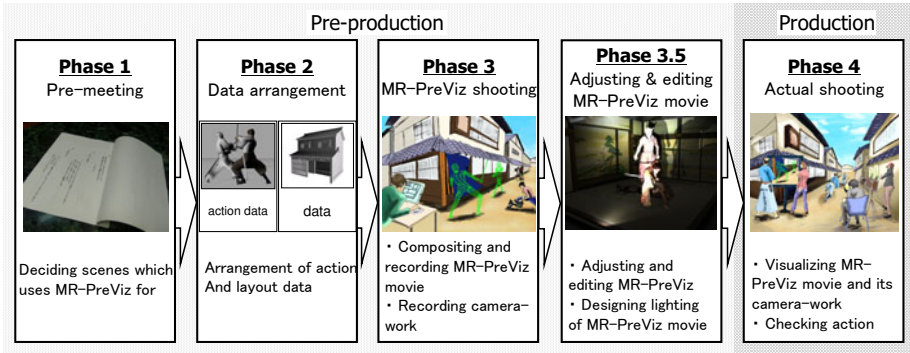 Pre-production
Production
Phase 1
Pre-meeting
Deciding scenes which
uses MR-PreViz for
Phase 2
Data arrangement
action data
data
Arrangement of action
And layout data
Phase 3
MR-PreViz shooting
・ Compositing and
recording MR-PreViz
movie
・ Recording camera-
work
Phase 3.5
Adjusting & editing
MR-PreViz movie
・ Adjusting and
editing MR-PreViz
・ Designing lighting
of MR-PreViz movie
Phase 4
Actual shooting
・ Visualizing MR-
PreViz movie and its
camera-work
・ Checking action